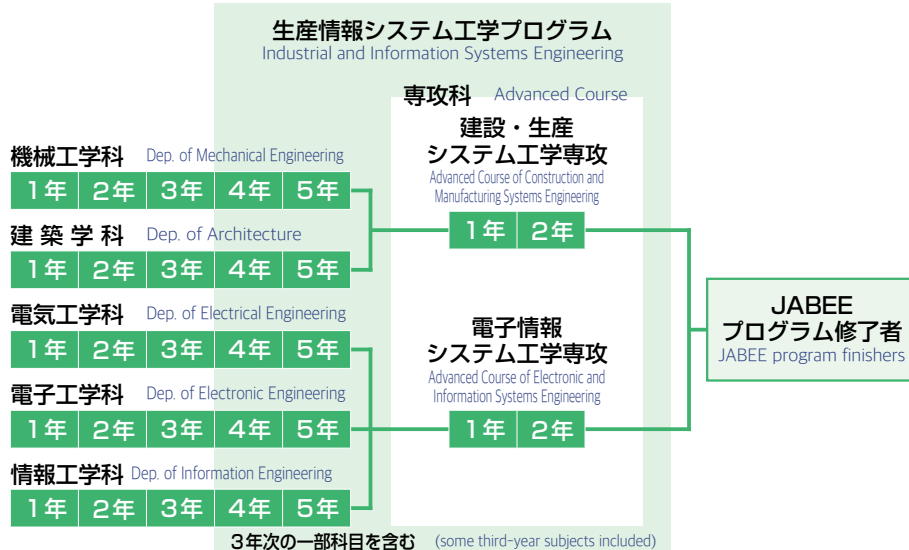 生産情報システム工学プログラム
Industrial and Information Systems Engineering
専攻科 Advanced Course
機械工学科 Dep. of Mechanical Engineering
1年 2年 3年 4年 5年
建築学科 Dep. of Architecture
1年 2年 3年 4年 5年
電気工学科 Dep. of Electrical Engineering
1年 2年 3年 4年 5年
電子工学科 Dep. of Electronic Engineering
1年 2年 3年 4年 5年
情報工学科 Dep. of Information Engineering
1年 2年 3年 4年 5年
建設・生産
システム工学専攻
Advanced Course of Construction and
Manufacturing Systems Engineering
1年 2年
電子情報
システム工学専攻
Advanced Course of Electronic and
Information Systems Engineering
1年 2年
JABEE
プログラム修了者
JABEE program finishers
3年次の一部科目を含む (some third-year subjects included)